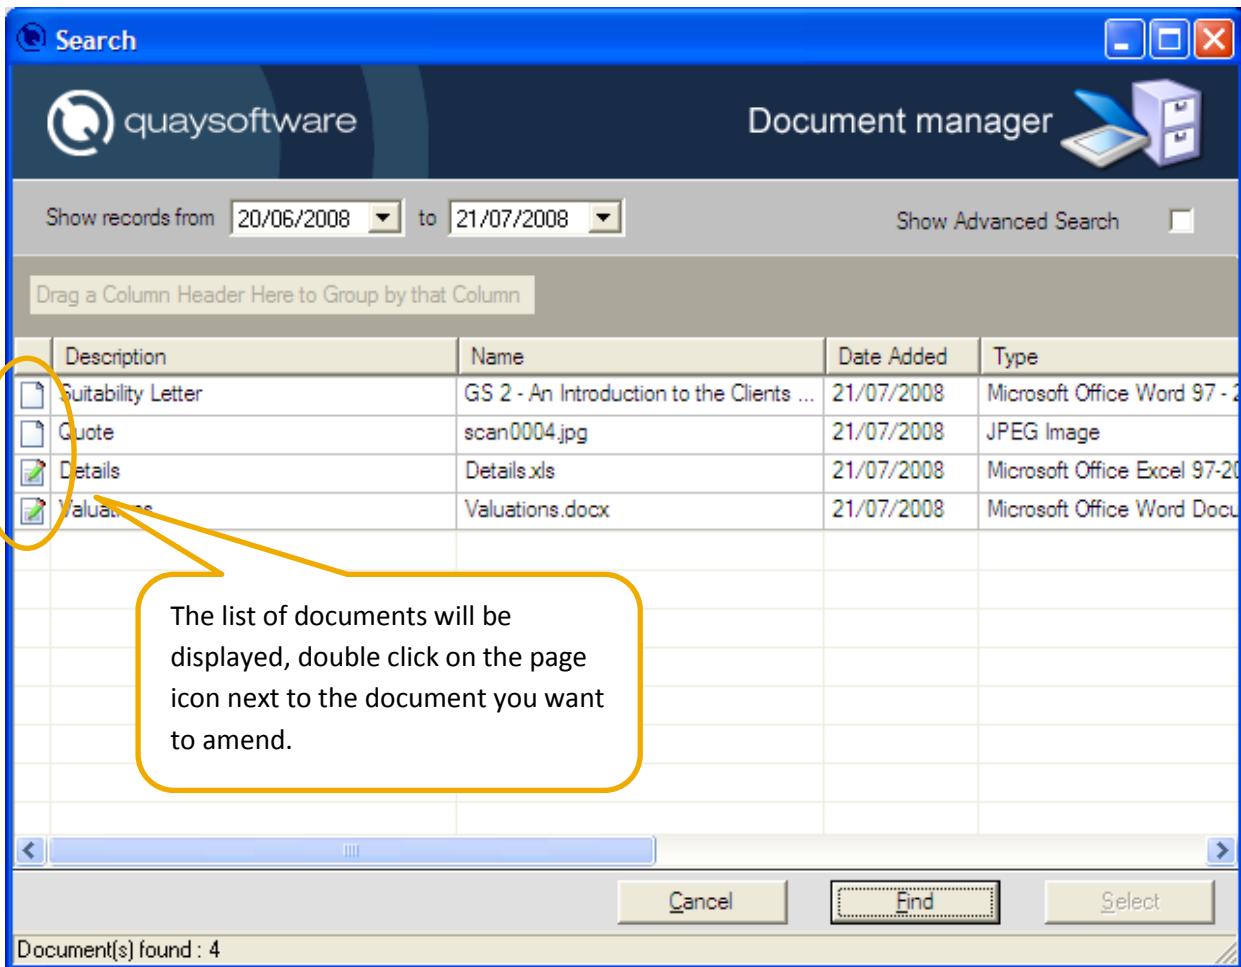 Search
quaysoftware
Document manager
Show records from 20/06/2008 to 21/07/2008 Show Advanced Search
Drag a Column Header Here to Group by that Column
Description Name Date Added Type
Suitability Letter GS 2 - An Introduction to the Clients ... 21/07/2008 Microsoft Office Word 97 - 2
Quote scan0004.jpg 21/07/2008 JPEG Image
Details Details.xls 21/07/2008 Microsoft Office Excel 97-20
Valuations Valuations.docx 21/07/2008 Microsoft Office Word Docu
The list of documents will be
displayed, double click on the page
icon next to the document you want
to amend.
Cancel Find Select
Document(s) found : 4